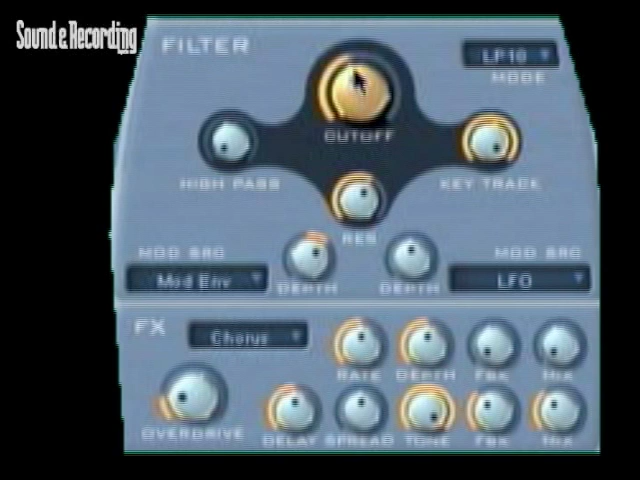 Sound & Recording
FILTER
LP18
MODE
CUTOFF
HIGH PASS
KEY TRACK
RES
MOD SRC
MOD SRC
Mod Env
DEPTH
DEPTH
LFO
FX
Chorus
RATE
DEPTH
FBK
MIX
OVERDRIVE
DELAY
SPREAD
TONE
FBK
MIX